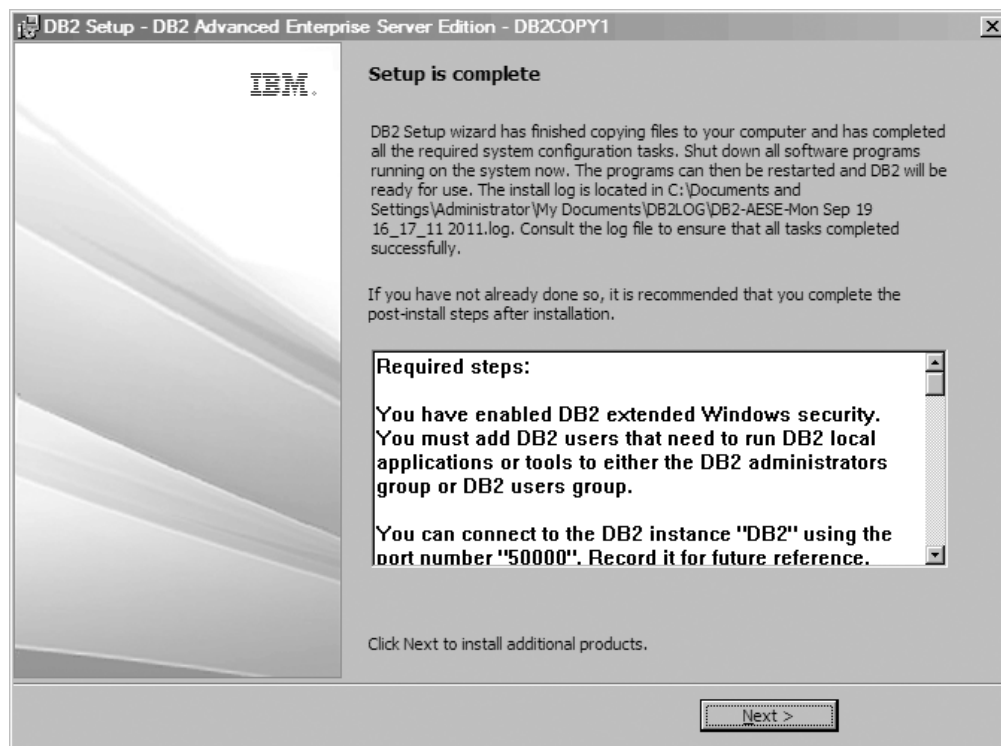 DB2 Setup - DB2 Advanced Enterprise Server Edition - DB2COPY1
IBM
Setup is complete
DB2 Setup wizard has finished copying files to your computer and has completed
all the required system configuration tasks. Shut down all software programs
running on the system now. The programs can then be restarted and DB2 will be
ready for use. The install log is located in C:\Documents and
Settings\Administrator\My Documents\DB2LOG\DB2-AESE-Mon Sep 19
16_17_11 2011.log. Consult the log file to ensure that all tasks completed
successfully.
If you have not already done so, it is recommended that you complete the
post-install steps after installation.
Required steps:
You have enabled DB2 extended Windows security.
You must add DB2 users that need to run DB2 local
applications or tools to either the DB2 administrators
group or DB2 users group.
You can connect to the DB2 instance "DB2" using the
port number "50000". Record it for future reference.
Click Next to install additional products.
Next >